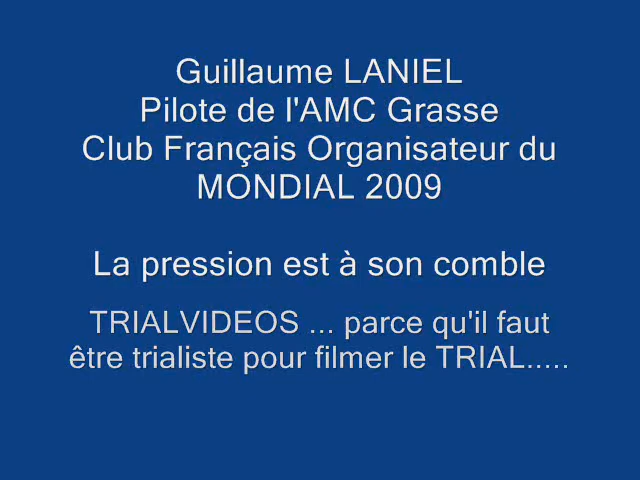 Guillaume LANIEL
Pilote de l'AMC Grasse
Club Français Organisateur du
MONDIAL 2009
La pression est à son comble
TRIALVIDEOS ... parce qu'il faut
être trialiste pour filmer le TRIAL.....